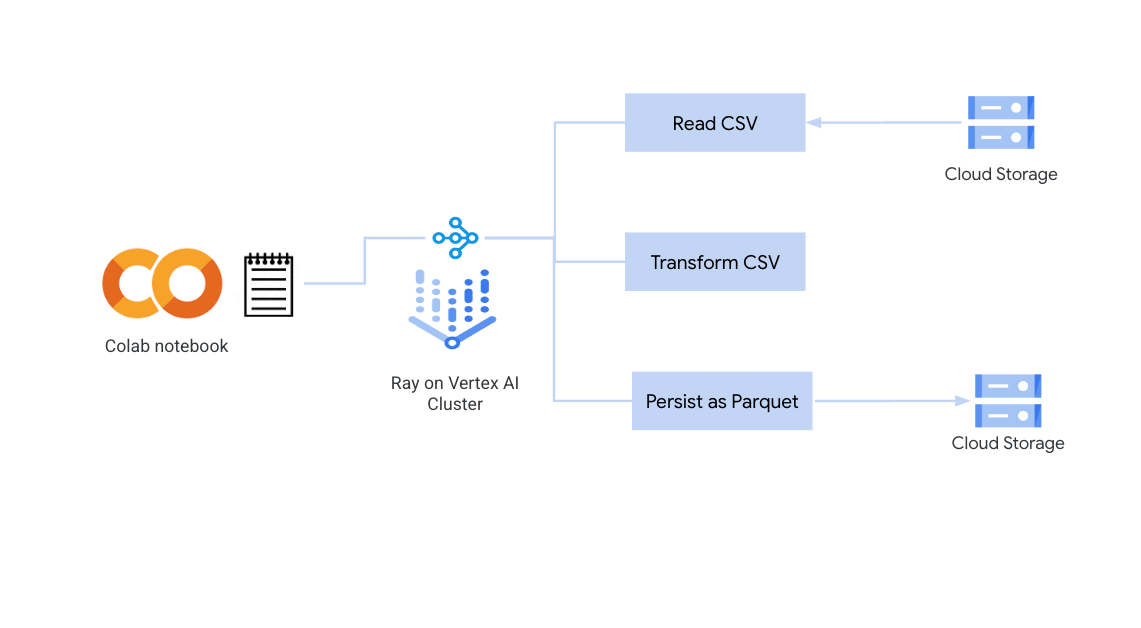 Read CSV
Cloud Storage
Transform CSV
Colab notebook
Ray on Vertex AI
Cluster
Persist as Parquet
Cloud Storage